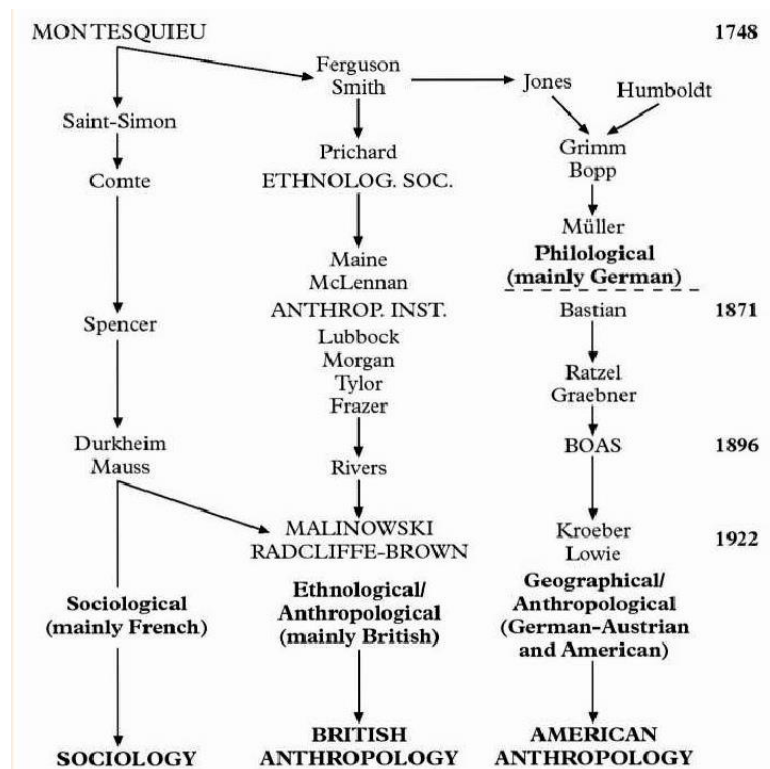 MONTESQUIEU
1748
Ferguson
Smith
Jones
Humboldt
Saint-Simon
Prichard
ETHNOLOG. SOC.
Grimm
Bopp
Comte
Müller
Philological
(mainly German)
Maine
McLennan
ANTHROP. INST.
Lubbock
Morgan
Tylor
Frazer
Bastian
1871
Spencer
Ratzel
Graebner
Durkheim
Mauss
Rivers
BOAS
1896
MALINOWSKI
RADCLIFFE-BROWN
Kroeber
Lowie
1922
Sociological
(mainly French)
Ethnological/
Anthropological
(mainly British)
Geographical/
Anthropological
(German-Austrian
and American)
SOCIOLOGY
BRITISH
ANTHROPOLOGY
AMERICAN
ANTHROPOLOGY